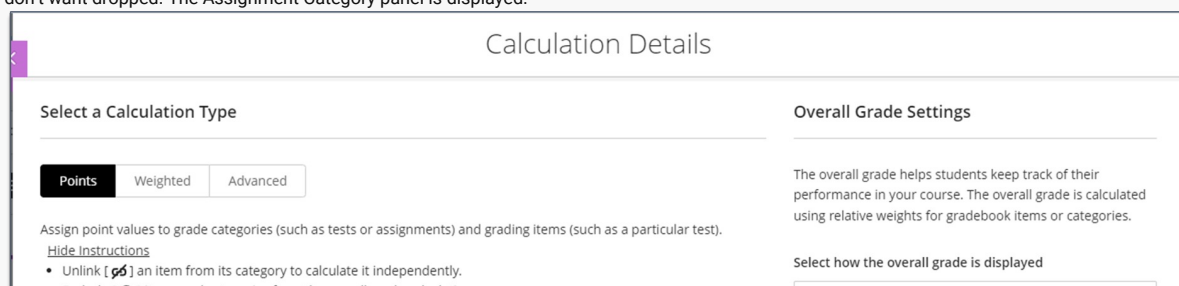 don't want dropped. The Assignment Category panel is displayed.
Calculation Details
Select a Calculation Type
Points Weighted Advanced
Assign point values to grade categories (such as tests or assignments) and grading items (such as a particular test).
Hide Instructions
• Unlink [ ] an item from its category to calculate it independently.
Overall Grade Settings
The overall grade helps students keep track of their
performance in your course. The overall grade is calculated
using relative weights for gradebook items or categories.
Select how the overall grade is displayed